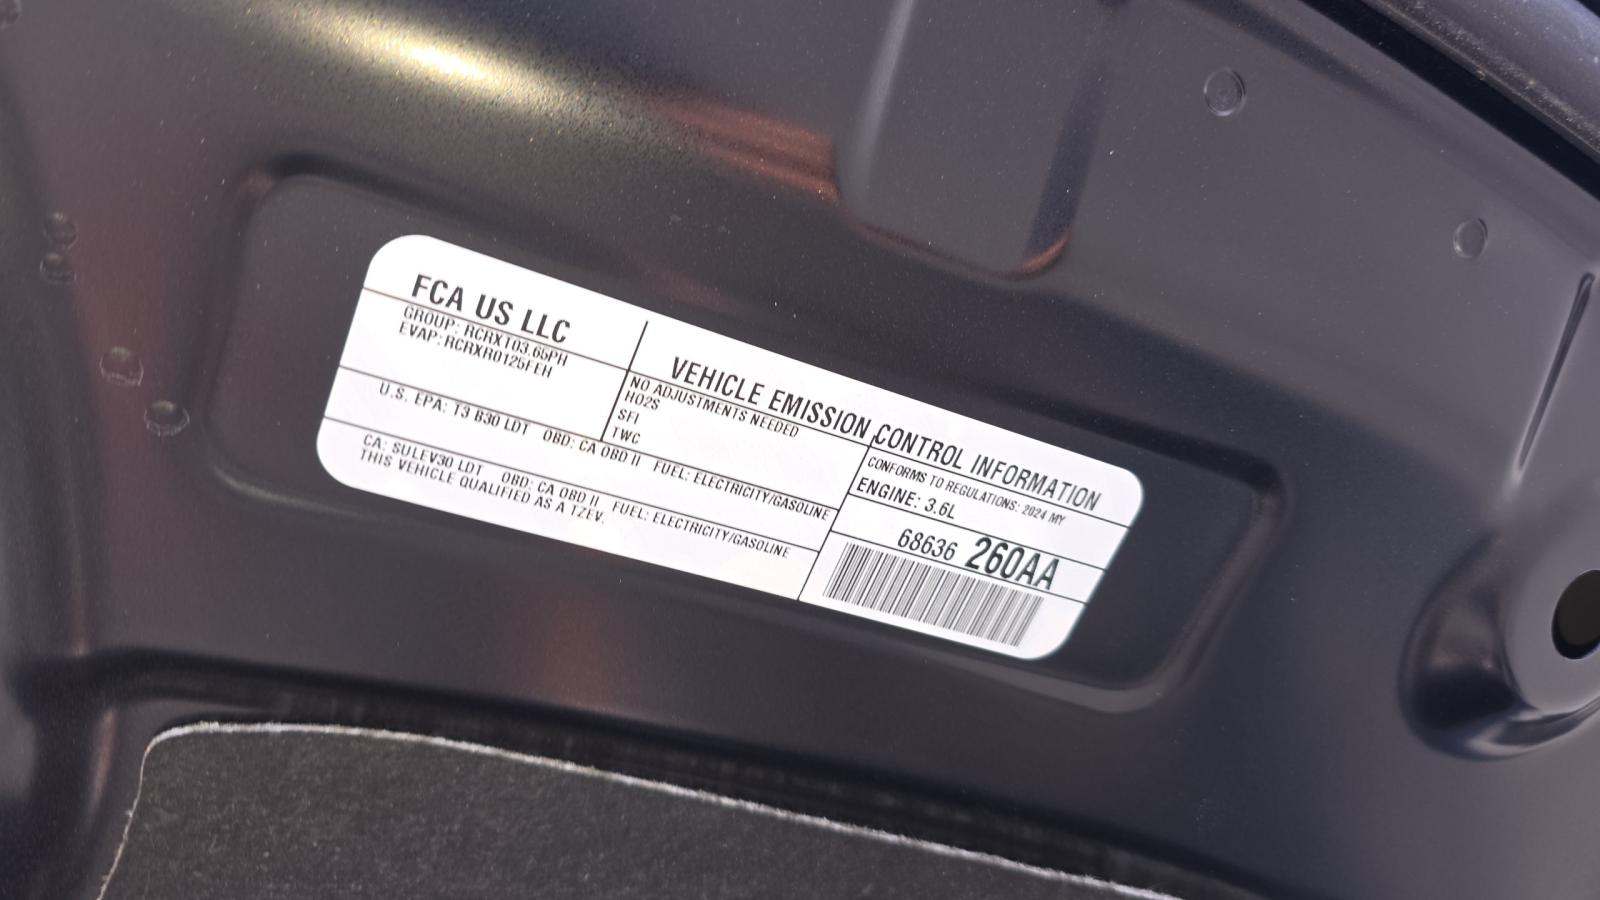 FCA US LLC
GROUP: RCRXT03.65PH
EVAP: RCRXR0125FEH
VEHICLE EMISSION CONTROL INFORMATION
NO ADJUSTMENTS NEEDED
HO2S
SFI
TWC
CONFORMS TO REGULATIONS: 2024 MY
ENGINE: 3.6L
U.S. EPA: T3 B30 LDT OBD: CA OBD II FUEL: ELECTRICITY/GASOLINE
CA: SULEV30 LDT OBD: CA OBD II FUEL: ELECTRICITY/GASOLINE
THIS VEHICLE QUALIFIED AS A TZEV.
68636 260AA